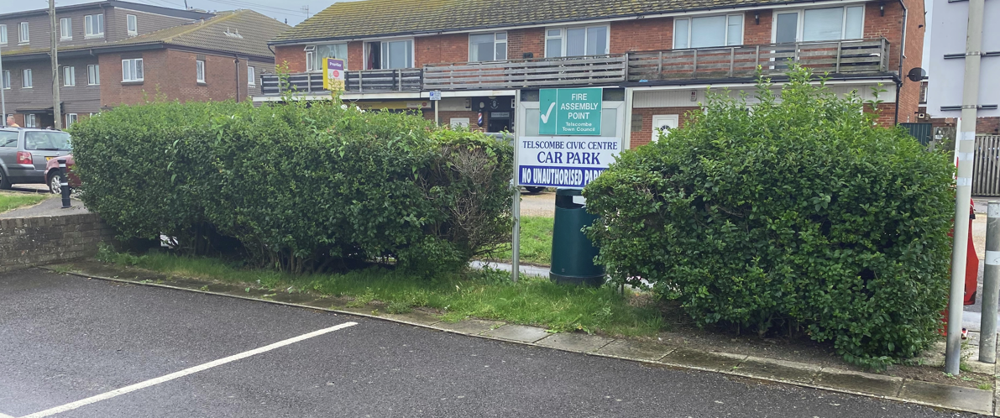 FIRE
ASSEMBLY
POINT
Telscombe
Town Council
TELSCOMBE CIVIC CENTRE
CAR PARK
NO UNAUTHORISED PAR